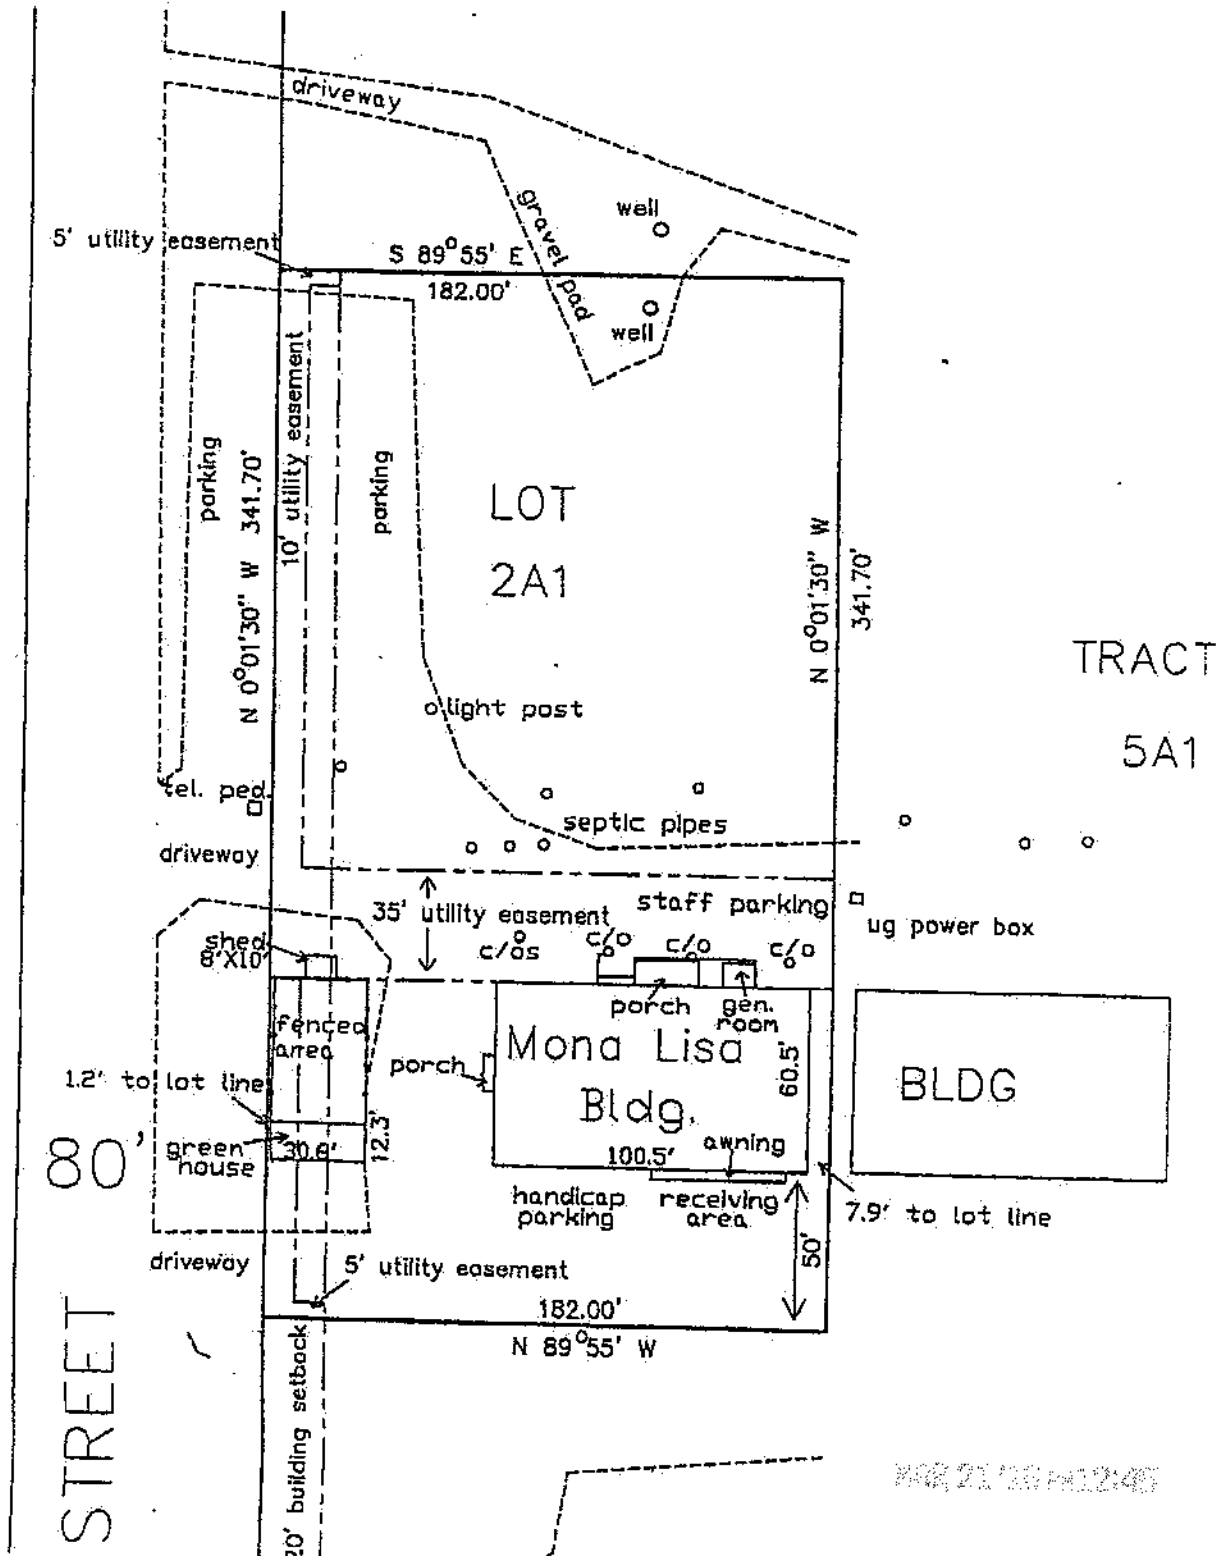 driveway
gravel pad
well
5' utility easement
S 89°55' E
182.00'
well
parking
N 0°01'30" W 341.70'
10' utility easement
parking
LOT
2A1
N 0°01'30" W
341.70'
TRACT
5A1
light post
tel. ped.
septic pipes
driveway
35' utility easement
staff parking
ug power box
shed
8'X10'
c/os
c/o
c/o
c/o
porch
gen.
room
fenced
area
Mona Lisa
Bldg.
60.5'
BLDG
porch
1.2' to lot line
12.3'
80'
green
house
30.8'
100.5'
awning
handicap
parking
receiving
area
7.9' to lot line
50'
driveway
5' utility easement
182.00'
N 89°55' W
STREET
20' building setback